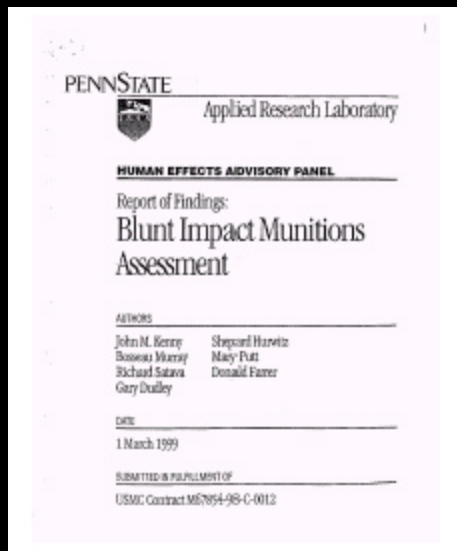 PENNSTATE
Applied Research Laboratory
HUMAN EFFECTS ADVISORY PANEL
Report of Findings:
Blunt Impact Munitions
Assessment
AUTHORS
John M. Kenny Shepard Hurwitz
Bosseau Murray Mary Putt
Richard Satava Donald Farrer
Gary Dudley
DATE
1 March 1999
SUBMITTED IN FULFILLMENT OF
USMC Contract M67854-98-C-0012